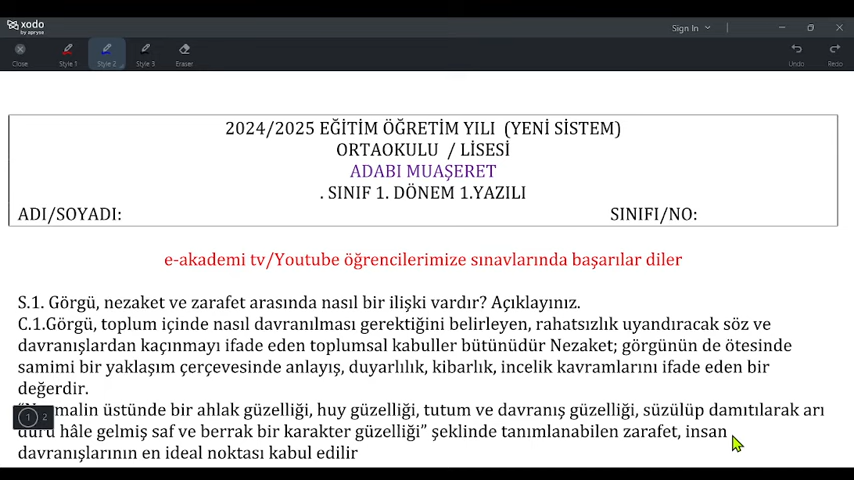 xodo
by apryse
Sign In
Close
Style 1
Style 2
Style 3
Eraser
Undo
Redo
2024/2025 EĞİTİM ÖĞRETİM YILI (YENİ SİSTEM)
ORTAOKULU / LİSESİ
ADABI MUAŞERET
. SINIF 1. DÖNEM 1.YAZILI
ADI/SOYADI:
SINIFI/NO:
e-akademi tv/Youtube öğrencilerimize sınavlarında başarılar diler
S.1. Görgü, nezaket ve zarafet arasında nasıl bir ilişki vardır? Açıklayınız.
C.1.Görgü, toplum içinde nasıl davranılması gerektiğini belirleyen, rahatsızlık uyandıracak söz ve
davranışlardan kaçınmayı ifade eden toplumsal kabuller bütünüdür Nezaket; görgünün de ötesinde
samimi bir yaklaşım çerçevesinde anlayış, duyarlılık, kibarlık, incelik kavramlarını ifade eden bir
değerdir.
üstünde bir ahlak güzelliği, huy güzelliği, tutum ve davranış güzelliği, süzülüp damıtılarak arı
1 2
hâle gelmiş saf ve berrak bir karakter güzelliği” şeklinde tanımlanabilen zarafet, insan
davranışlarının en ideal noktası kabul edilir